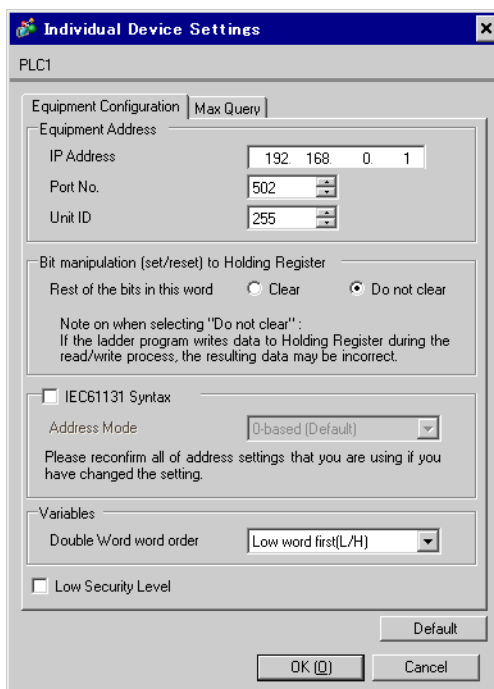 Individual Device Settings
PLC1
Equipment Configuration Max Query
Equipment Address
IP Address 192. 168. 0. 1
Port No. 502
Unit ID 255
Bit manipulation (set/reset) to Holding Register
Rest of the bits in this word Clear Do not clear
Note on when selecting "Do not clear" :
If the ladder program writes data to Holding Register during the
read/write process, the resulting data may be incorrect.
IEC61131 Syntax
Address Mode 0-based (Default)
Please reconfirm all of address settings that you are using if you
have changed the setting.
Variables
Double Word word order Low word first(L/H)
Low Security Level
Default
OK (O) Cancel